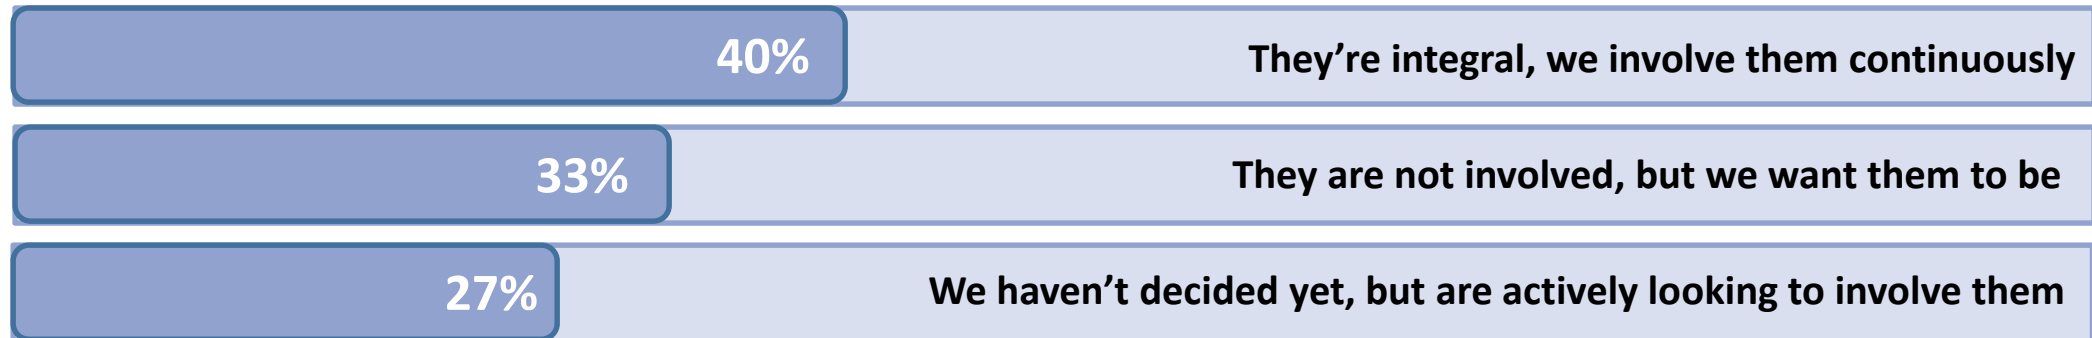 40% They’re integral, we involve them continuously
33% They are not involved, but we want them to be
27% We haven’t decided yet, but are actively looking to involve them